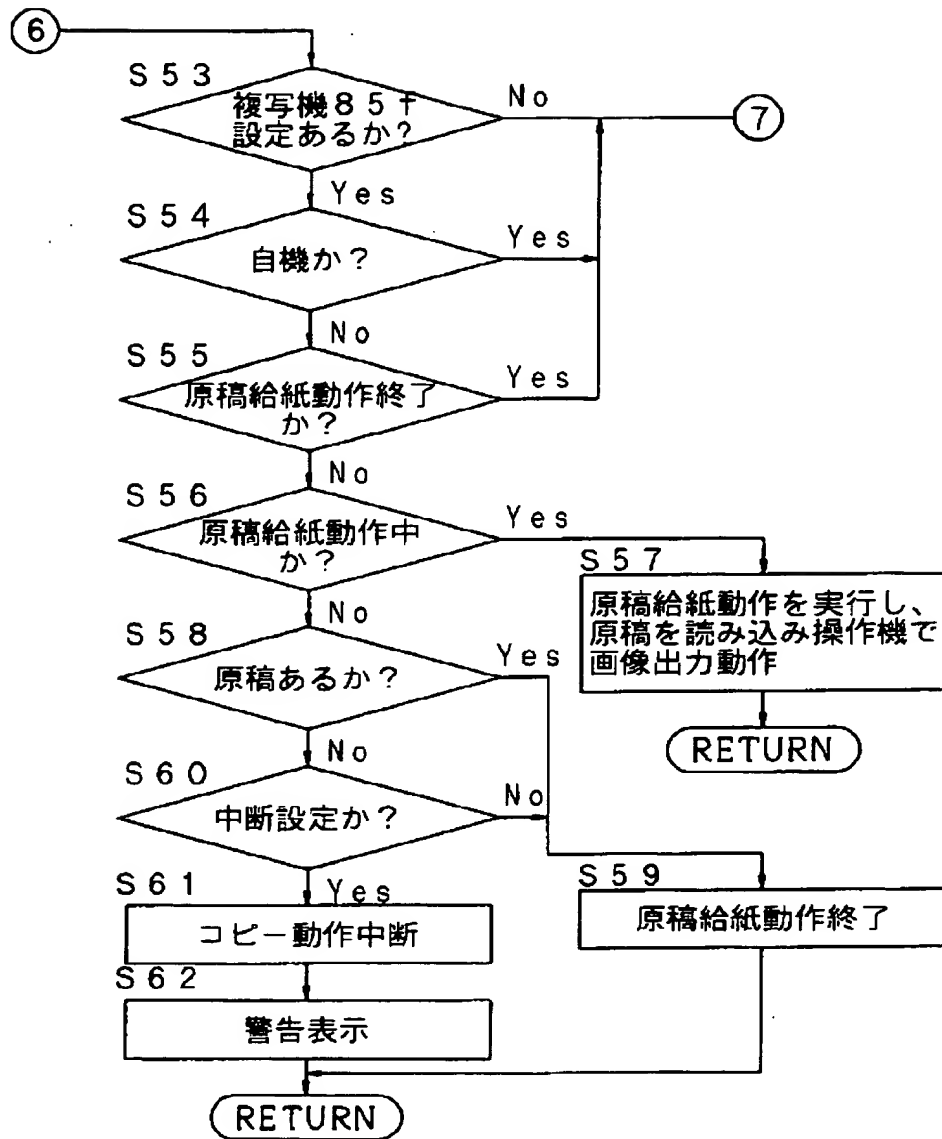 6
S53
複写機85f
設定あるか?
No
7
Yes
S54
自機か?
Yes
No
S55
原稿給紙動作終了
か?
Yes
No
S56
原稿給紙動作中
か?
Yes
No
S57
原稿給紙動作を実行し、
原稿を読み込み操作機で
画像出力動作
RETURN
S58
原稿あるか?
Yes
No
S60
中断設定か?
No
Yes
S59
原稿給紙動作終了
S61
コピー動作中断
S62
警告表示
RETURN